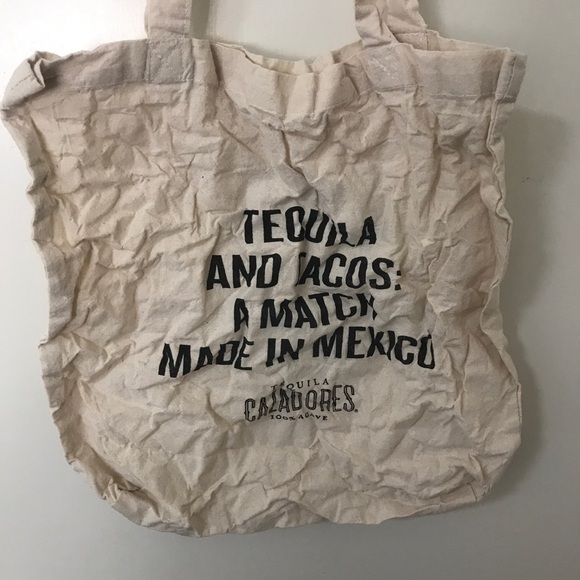 TEQUILA
AND TACOS:
A MATCH
MADE IN MEXICO
TEQUILA
CAZADORES®
100% AGAVE